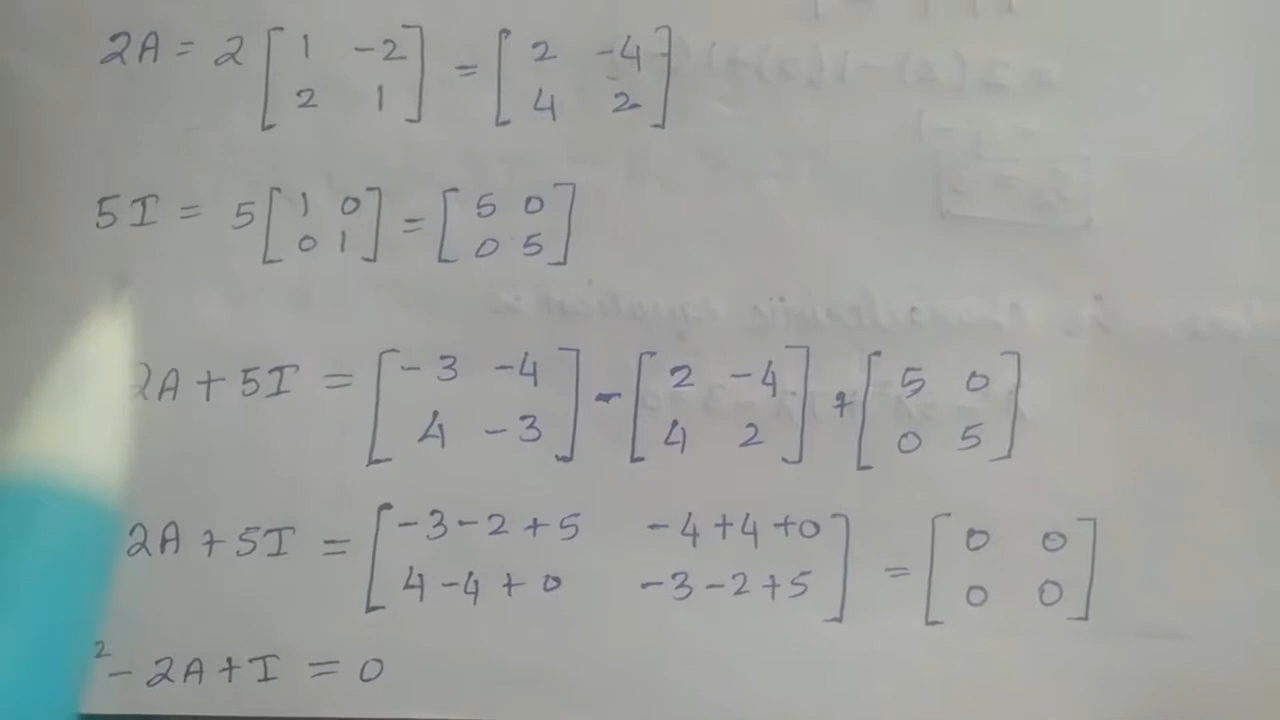 2A = 2 [ 1 -2 ; 2 1 ] = [ 2 -4 ; 4 2 ]
5I = 5 [ 1 0 ; 0 1 ] = [ 5 0 ; 0 5 ]
2A + 5I = [ -3 -4 ; 4 -3 ] - [ 2 -4 ; 4 2 ] + [ 5 0 ; 0 5 ]
2A + 5I = [ -3-2+5 -4+4+0 ; 4-4+0 -3-2+5 ] = [ 0 0 ; 0 0 ]
² - 2A + I = 0